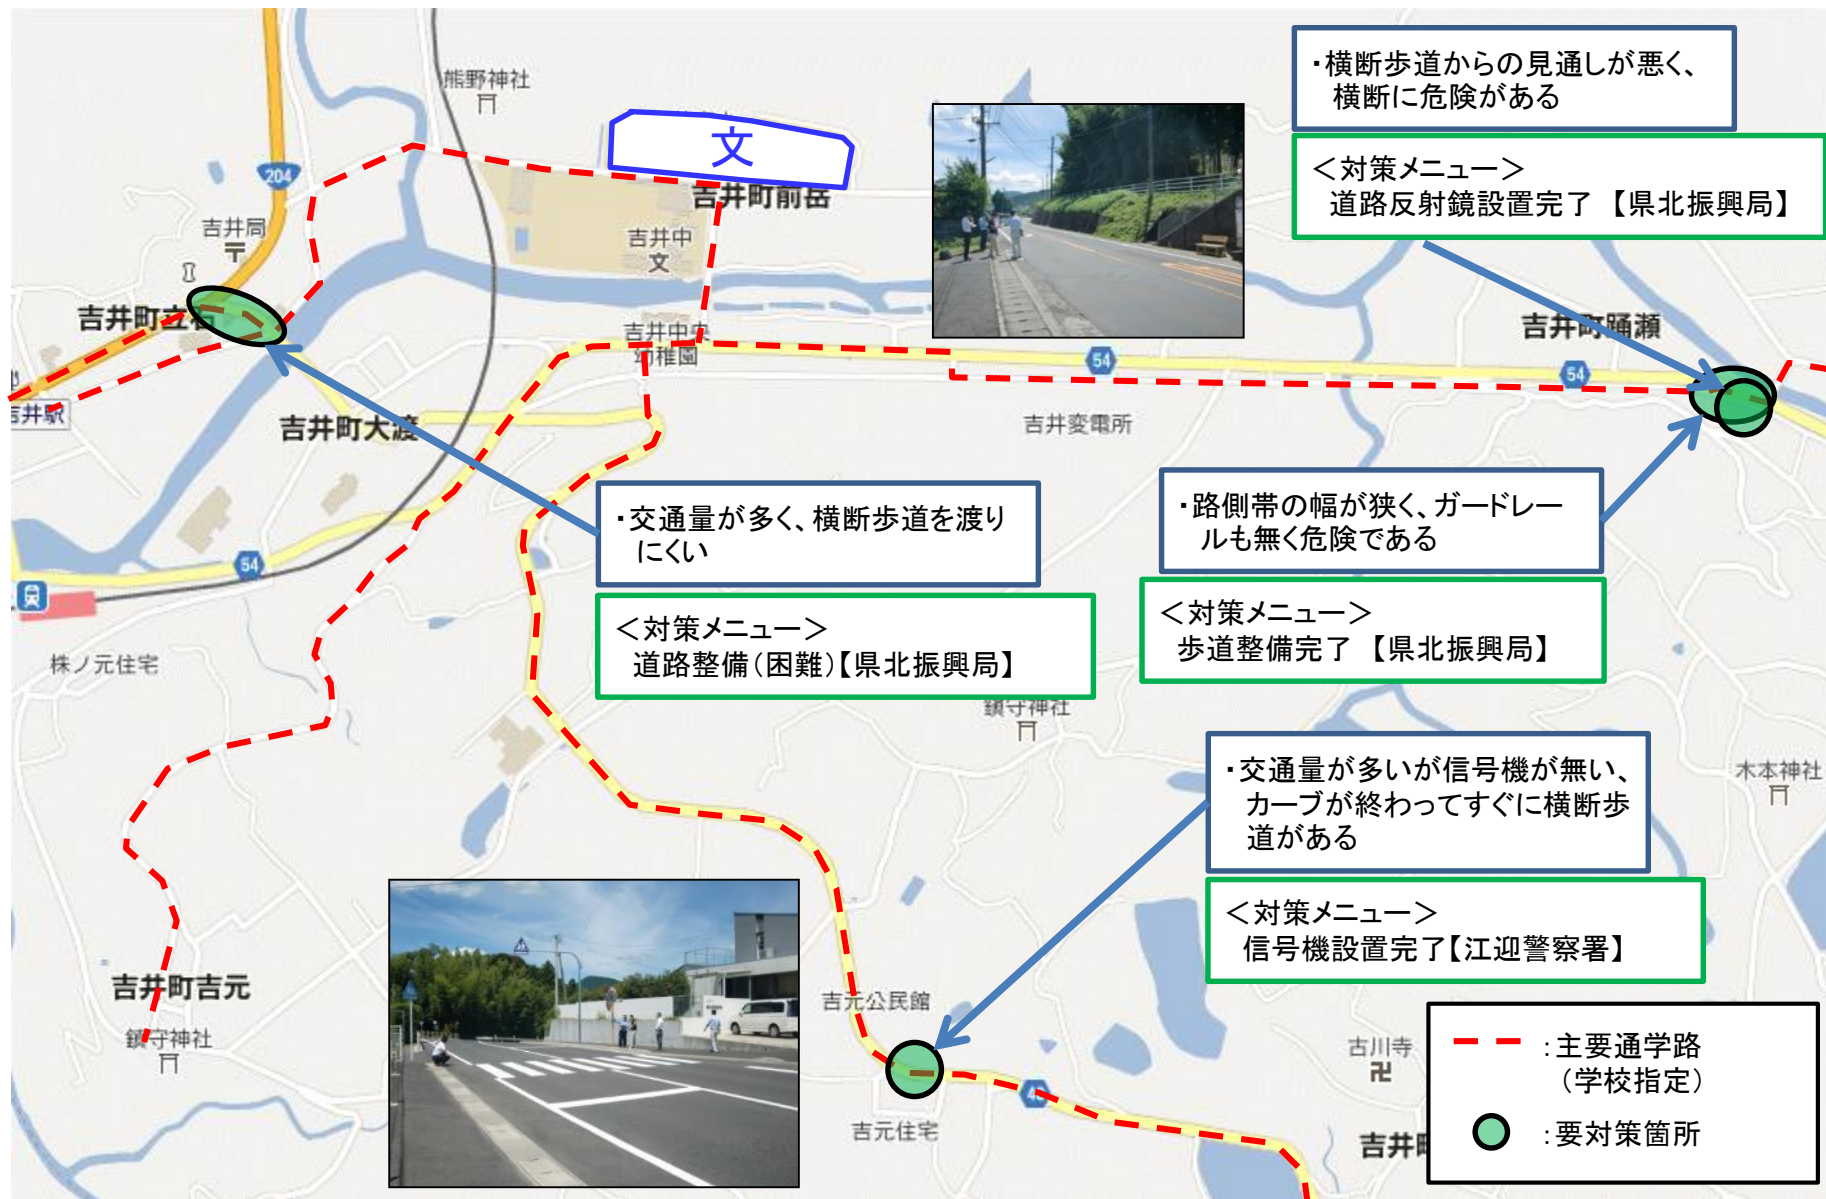 ・横断歩道からの見通しが悪く、
横断に危険がある
＜対策メニュー＞
道路反射鏡設置完了 【県北振興局】
熊野神社
文
吉井町前岳
204
吉井局
吉井中
文
吉井町立石
吉井中央
幼稚園
吉井町踊瀬
54
54
吉井駅
吉井町大渡
吉井変電所
・交通量が多く、横断歩道を渡り
にくい
＜対策メニュー＞
道路整備（困難）【県北振興局】
・路側帯の幅が狭く、ガードレー
ルも無く危険である
＜対策メニュー＞
歩道整備完了 【県北振興局】
54
株ノ元住宅
鎮守神社
・交通量が多いが信号機が無い、
カーブが終わってすぐに横断歩
道がある
＜対策メニュー＞
信号機設置完了【江迎警察署】
木本神社
吉井町吉元
鎮守神社
吉元公民館
吉元住宅
古川寺
吉井町
：主要通学路
（学校指定）
：要対策箇所